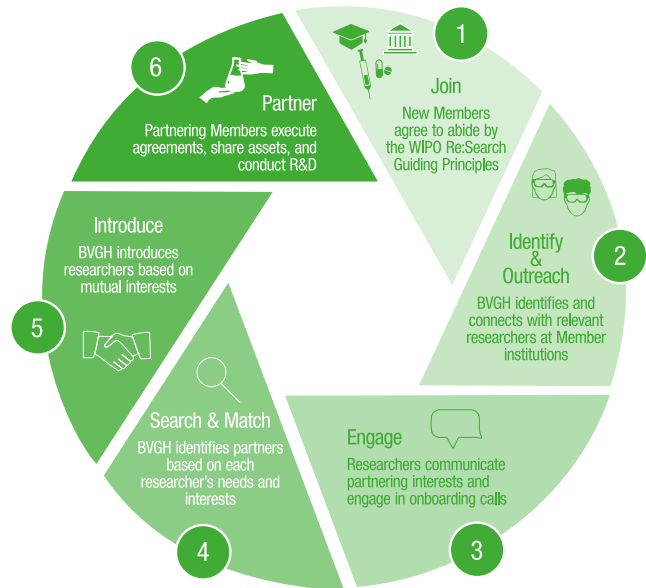 1
Join
New Members
agree to abide by
the WIPO Re:Search
Guiding Principles
2
Identify
&
Outreach
BVGH identifies and
connects with relevant
researchers at Member
institutions
3
Engage
Researchers communicate
partnering interests and
engage in onboarding calls
4
Search & Match
BVGH identifies partners
based on each
researcher's needs and
interests
5
Introduce
BVGH introduces
researchers based on
mutual interests
6
Partner
Partnering Members execute
agreements, share assets, and
conduct R&D